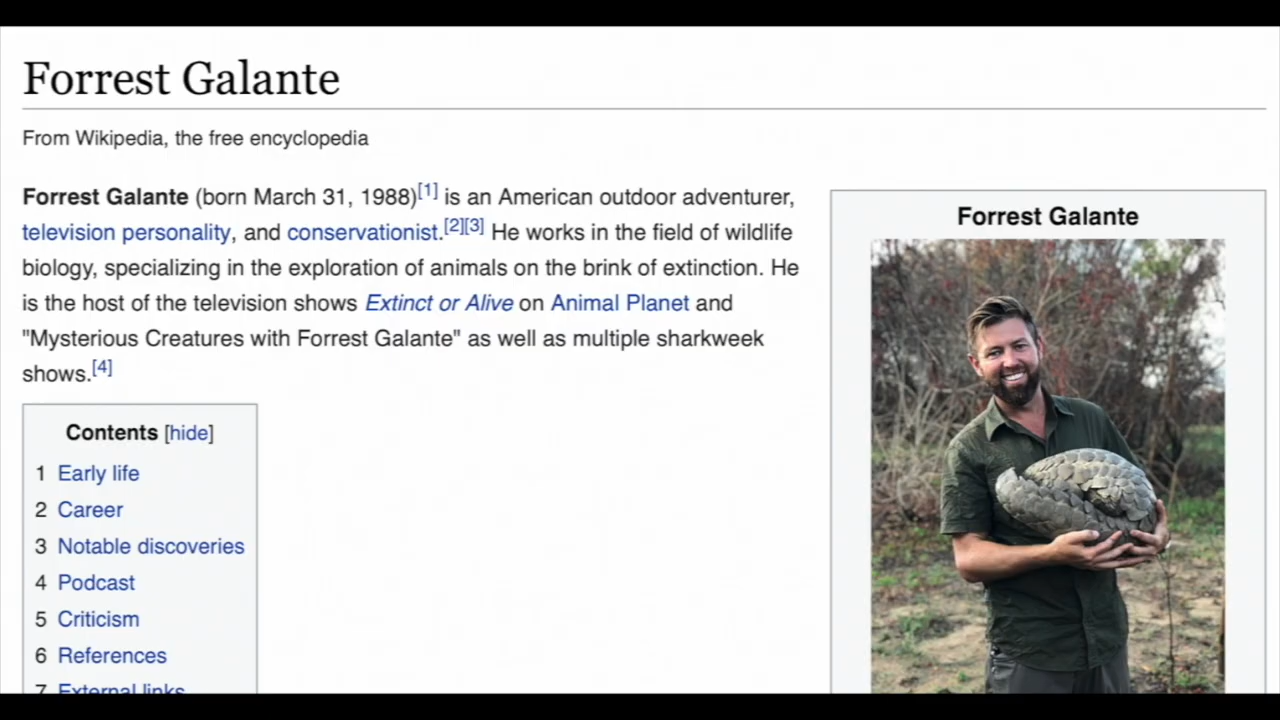 Forrest Galante
From Wikipedia, the free encyclopedia
Forrest Galante (born March 31, 1988)[1] is an American outdoor adventurer,
television personality, and conservationist.[2][3] He works in the field of wildlife
biology, specializing in the exploration of animals on the brink of extinction. He
is the host of the television shows Extinct or Alive on Animal Planet and
"Mysterious Creatures with Forrest Galante" as well as multiple sharkweek
shows.[4]
Contents [hide]
1 Early life
2 Career
3 Notable discoveries
4 Podcast
5 Criticism
6 References
7 External links
Forrest Galante